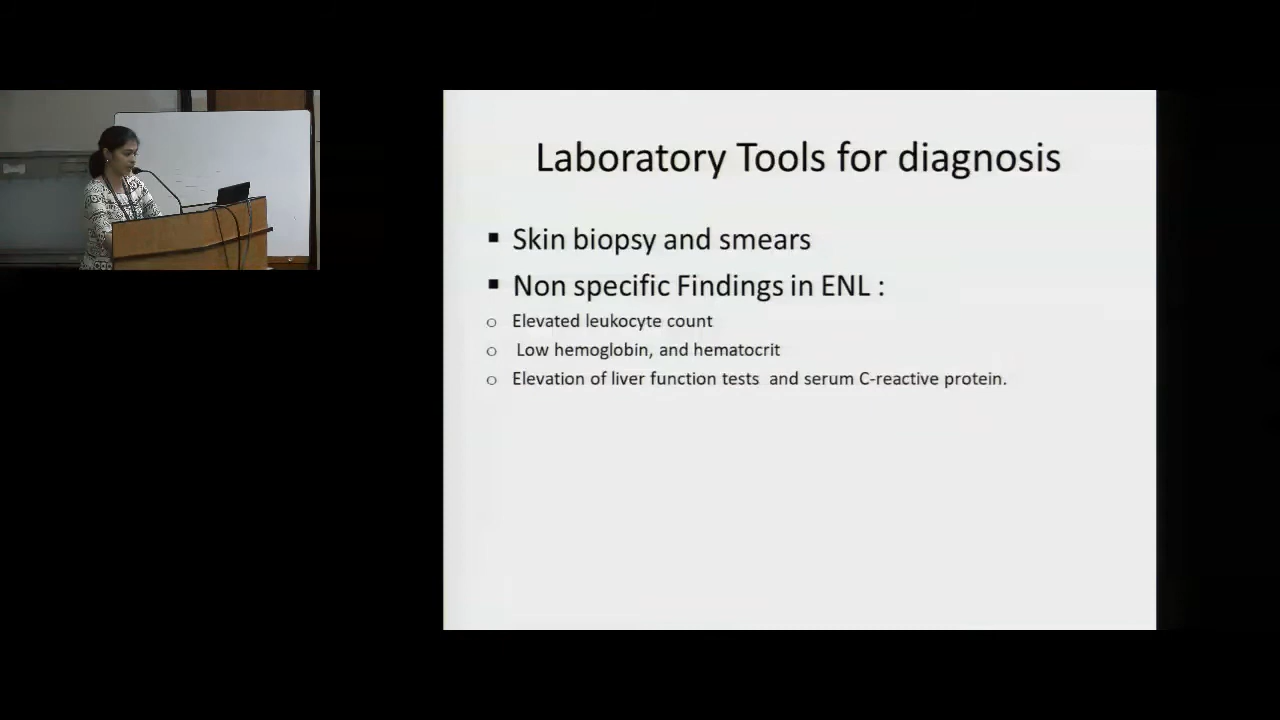 Laboratory Tools for diagnosis
▪ Skin biopsy and smears
▪ Non specific Findings in ENL :
o Elevated leukocyte count
o Low hemoglobin, and hematocrit
o Elevation of liver function tests and serum C-reactive protein.